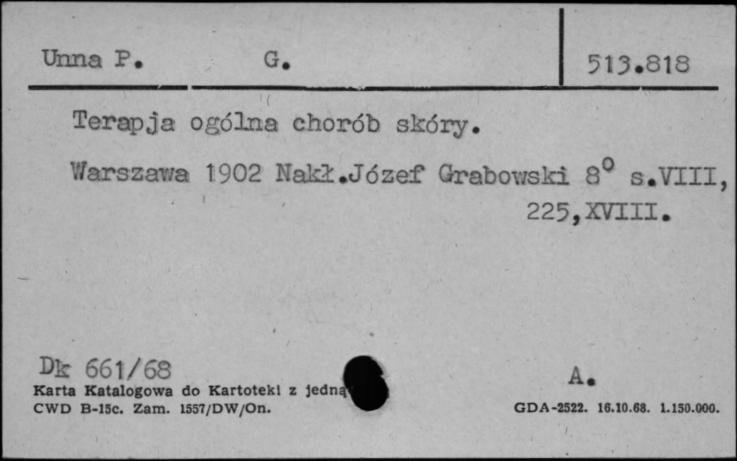 Unna P. G. 513.818
Terapja ogólna chorób skóry.
Warszawa 1902 Nakł.Józef Grabowski 8° s.VIII,
225,XVIII.
Dk 661/68
A.
Karta Katalogowa do Kartoteki z jedną
CWD B-15c. Zam. 1557/DW/On. GDA-2522. 16.10.68. 1.150.000.